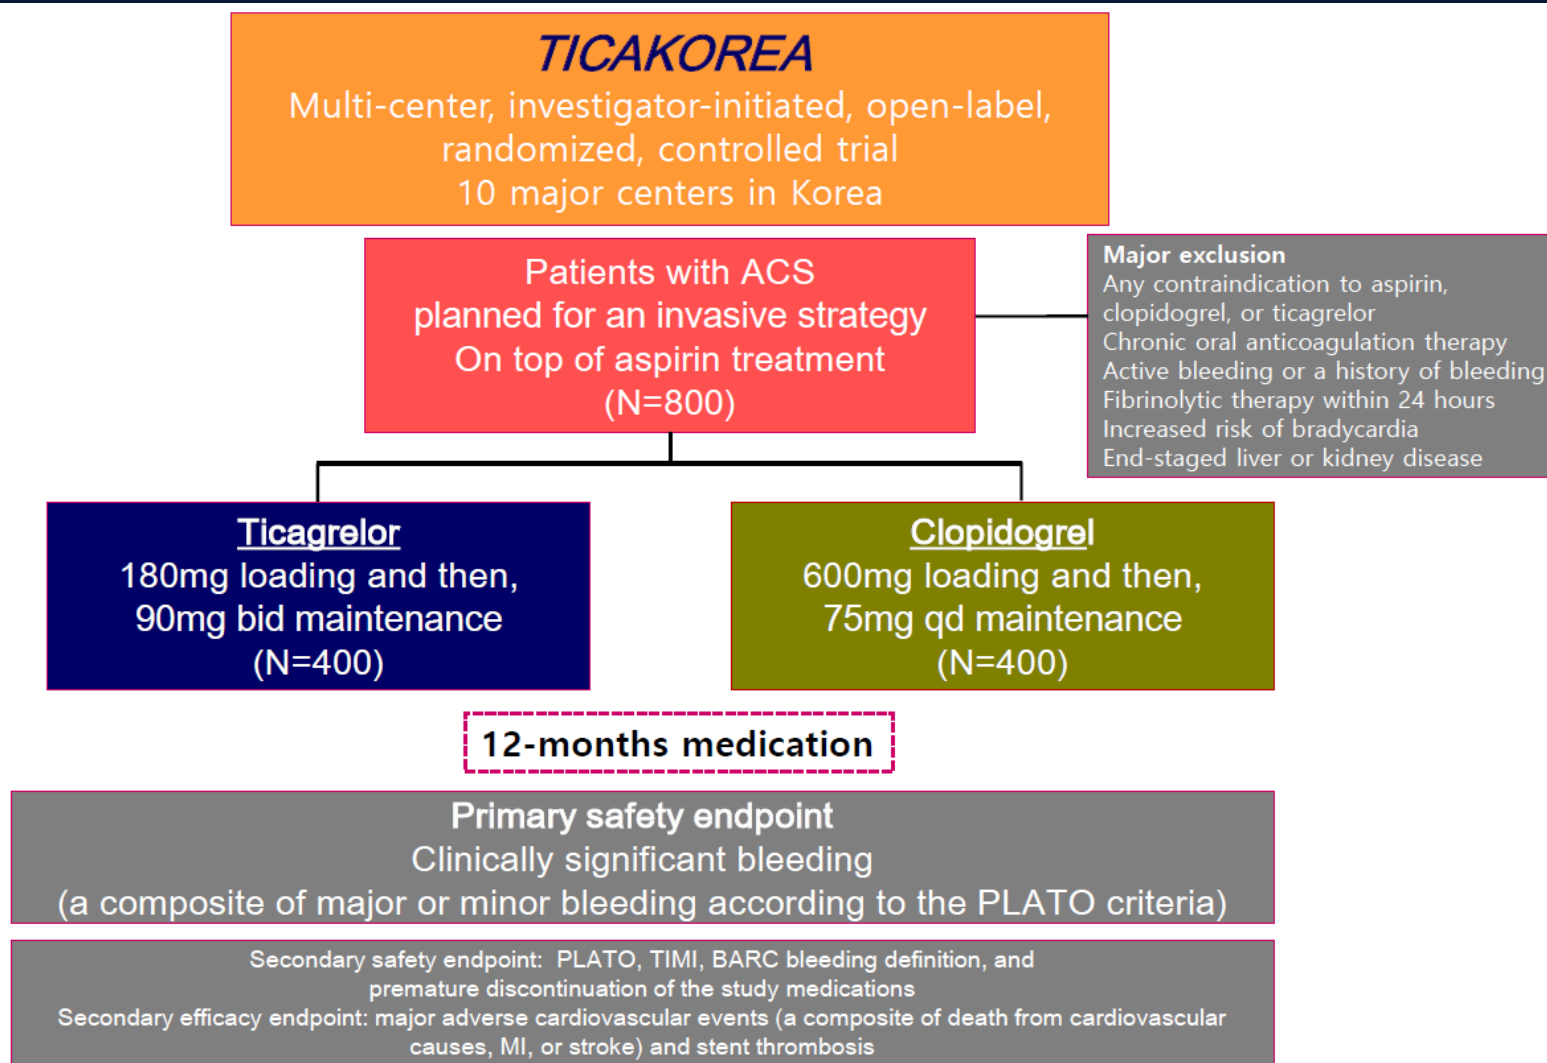 TICAKOREA
Multi-center, investigator-initiated, open-label,
randomized, controlled trial
10 major centers in Korea
Patients with ACS
planned for an invasive strategy
On top of aspirin treatment
(N=800)
Major exclusion
Any contraindication to aspirin,
clopidogrel, or ticagrelor
Chronic oral anticoagulation therapy
Active bleeding or a history of bleeding
Fibrinolytic therapy within 24 hours
Increased risk of bradycardia
End-staged liver or kidney disease
Ticagrelor
180mg loading and then,
90mg bid maintenance
(N=400)
Clopidogrel
600mg loading and then,
75mg qd maintenance
(N=400)
12-months medication
Primary safety endpoint
Clinically significant bleeding
(a composite of major or minor bleeding according to the PLATO criteria)
Secondary safety endpoint: PLATO, TIMI, BARC bleeding definition, and
premature discontinuation of the study medications
Secondary efficacy endpoint: major adverse cardiovascular events (a composite of death from cardiovascular
causes, MI, or stroke) and stent thrombosis